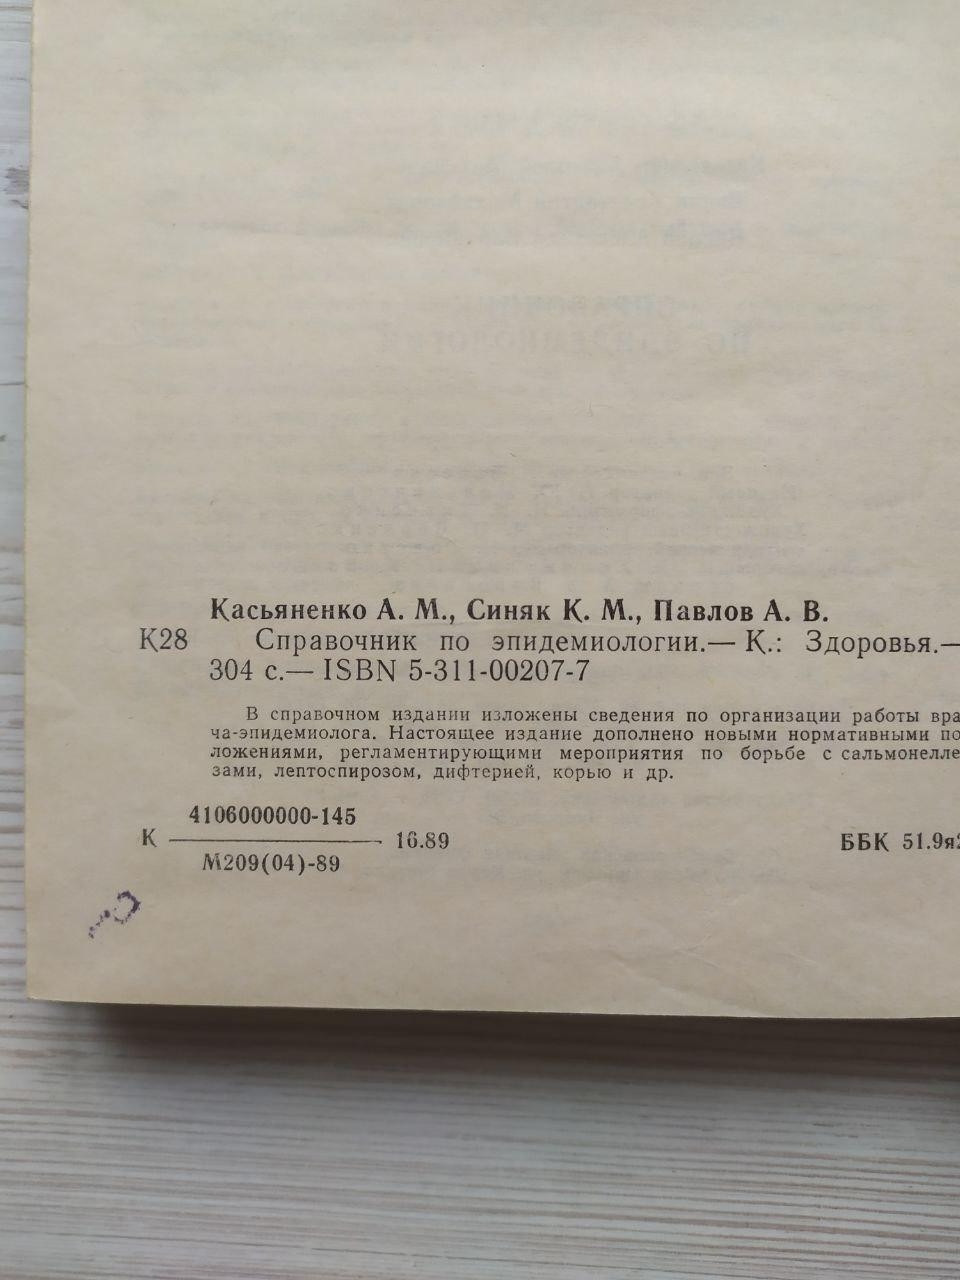 Касьяненко А. М., Синяк К. М., Павлов А. В.
К28 Справочник по эпидемиологии.— К.: Здоровья.—
304 с.— ISBN 5-311-00207-7
В справочном издании изложены сведения по организации работы вра
ча-эпидемиолога. Настоящее издание дополнено новыми нормативными по
ложениями, регламентирующими мероприятия по борьбе с сальмонелле
зами, лептоспирозом, дифтерией, корью и др.
4106000000-145
К 16.89 ББК 51.9я2
М209(04)-89